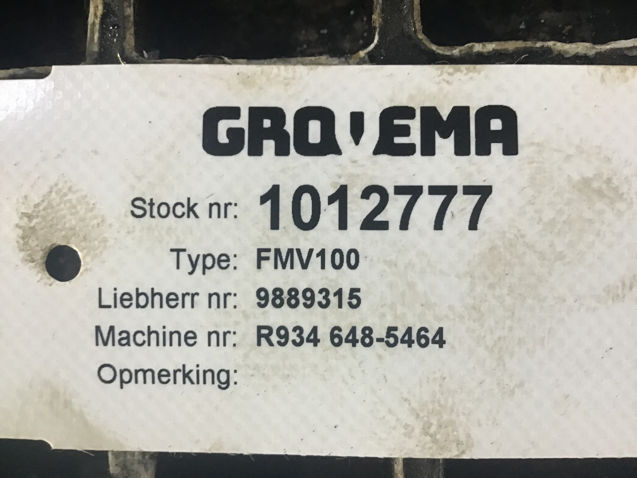 GROVEMA
Stock nr: 1012777
Type: FMV100
Liebherr nr: 9889315
Machine nr: R934 648-5464
Opmerking: